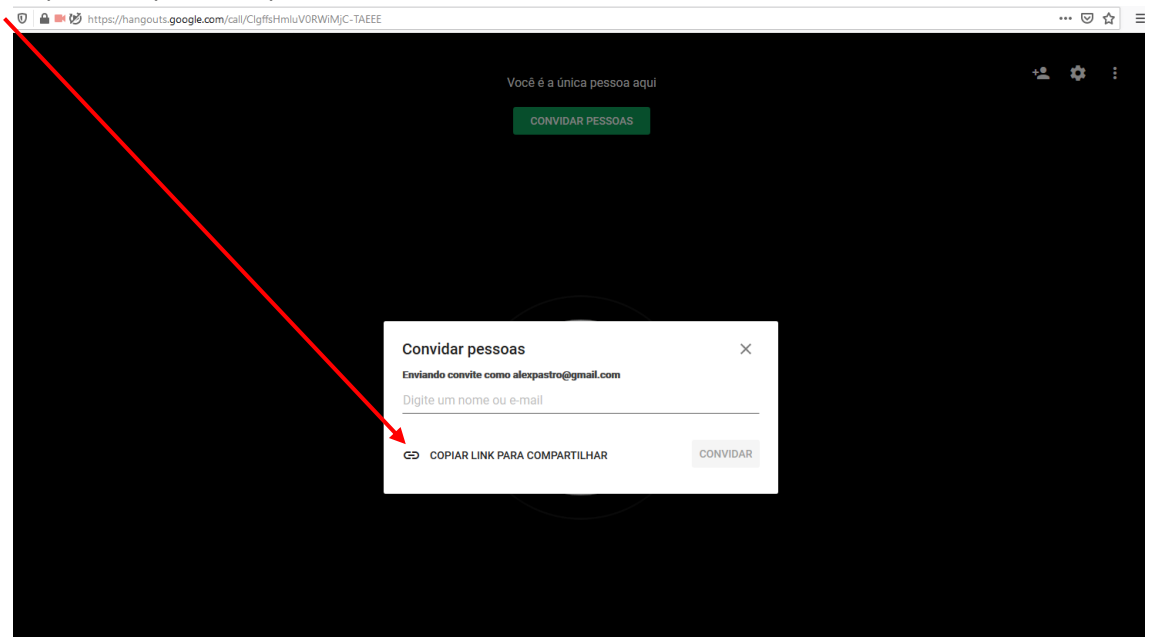 https://hangouts.google.com/call/ClgffsHmIuV0RWiMjC-TAEEE
Você é a única pessoa aqui
CONVIDAR PESSOAS
Convidar pessoas
Enviando convite como alexpastro@gmail.com
Digite um nome ou e-mail
COPIAR LINK PARA COMPARTILHAR
CONVIDAR